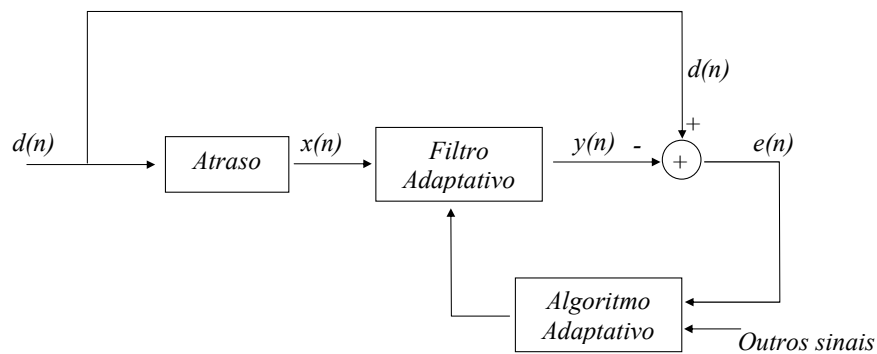 d(n)
d(n)
+
Atraso
x(n)
Filtro
Adaptativo
y(n)
-
+
e(n)
Algoritmo
Adaptativo
Outros sinais